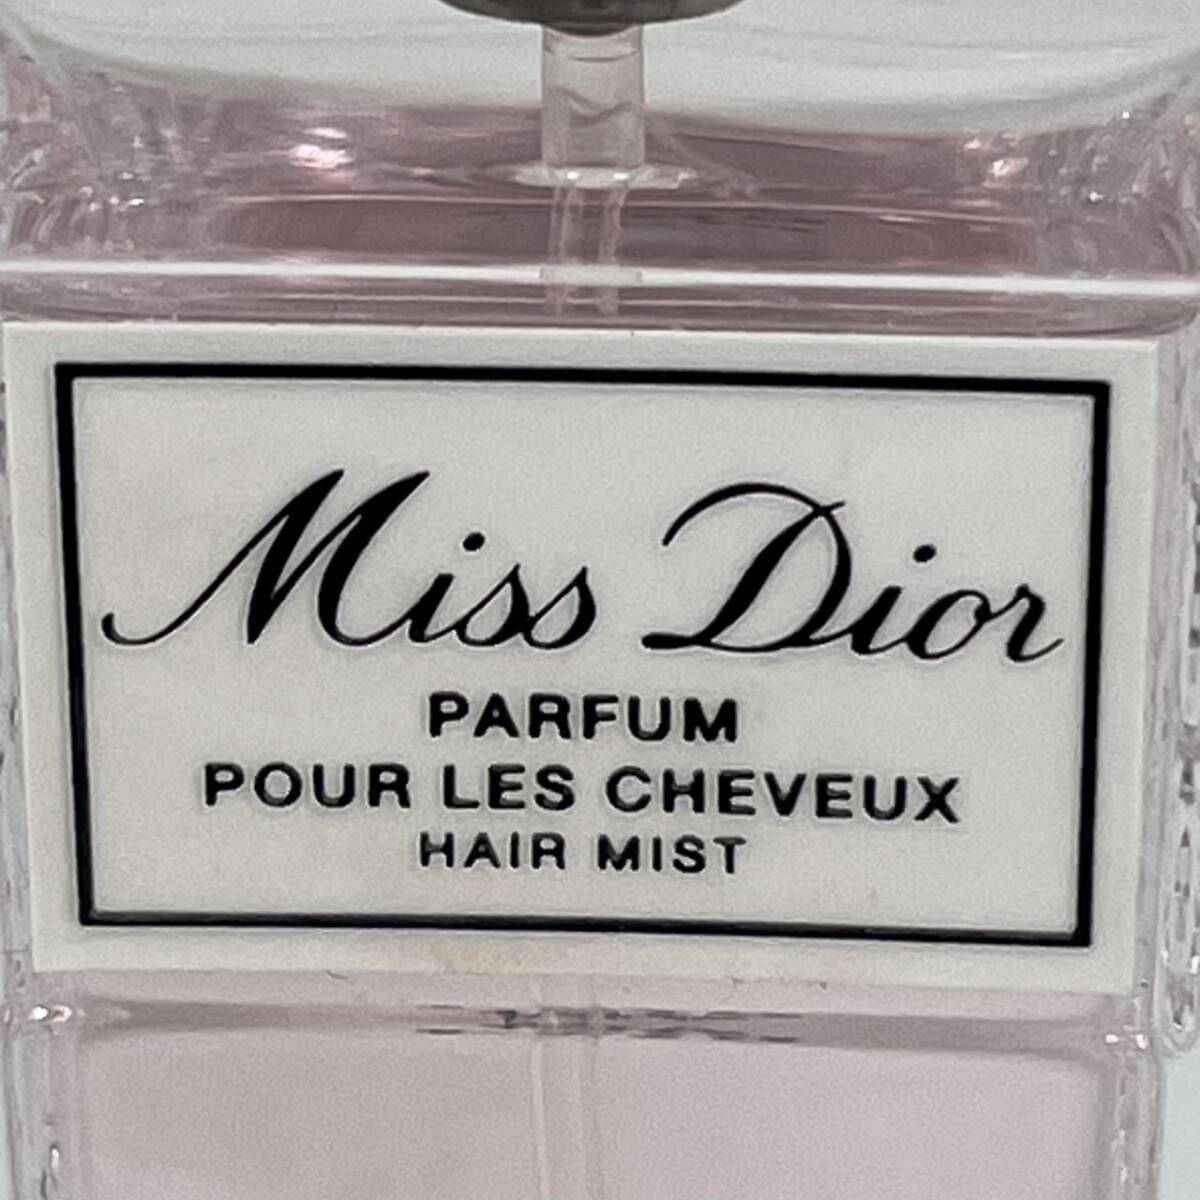 Miss Dior
PARFUM
POUR LES CHEVEUX
HAIR MIST